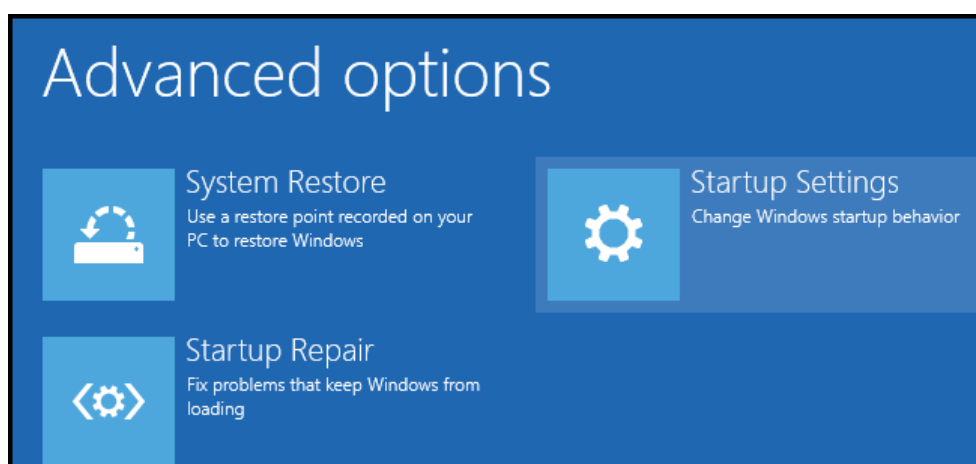 Advanced options
System Restore
Use a restore point recorded on your
PC to restore Windows
Startup Repair
Fix problems that keep Windows from
loading
Startup Settings
Change Windows startup behavior